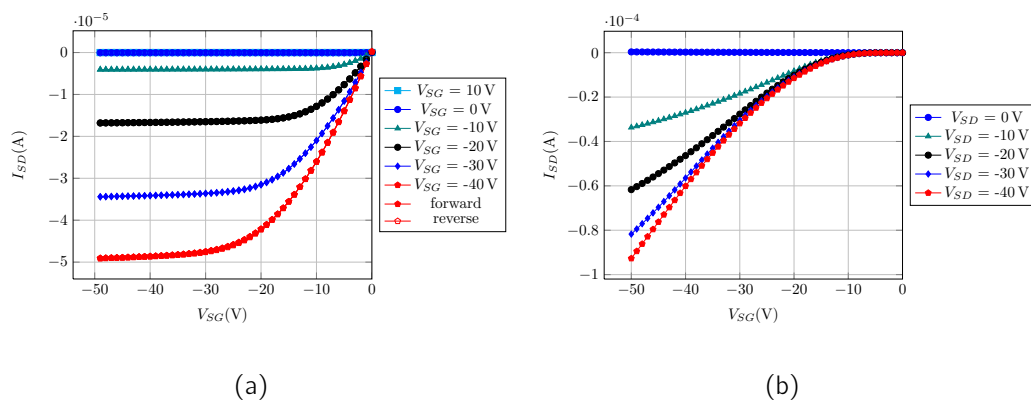 ·10⁻⁵
0
−1
−2
−3
−4
−5
−50
−40
−30
−20
−10
0
I_SD(A)
V_SG(V)
V_SG = 10 V
V_SG = 0 V
V_SG = -10 V
V_SG = -20 V
V_SG = -30 V
V_SG = -40 V
forward
reverse
(a)
·10⁻⁴
0
−0.2
−0.4
−0.6
−0.8
−1
−50
−40
−30
−20
−10
0
I_SD(A)
V_SG(V)
V_SD = 0 V
V_SD = -10 V
V_SD = -20 V
V_SD = -30 V
V_SD = -40 V
(b)